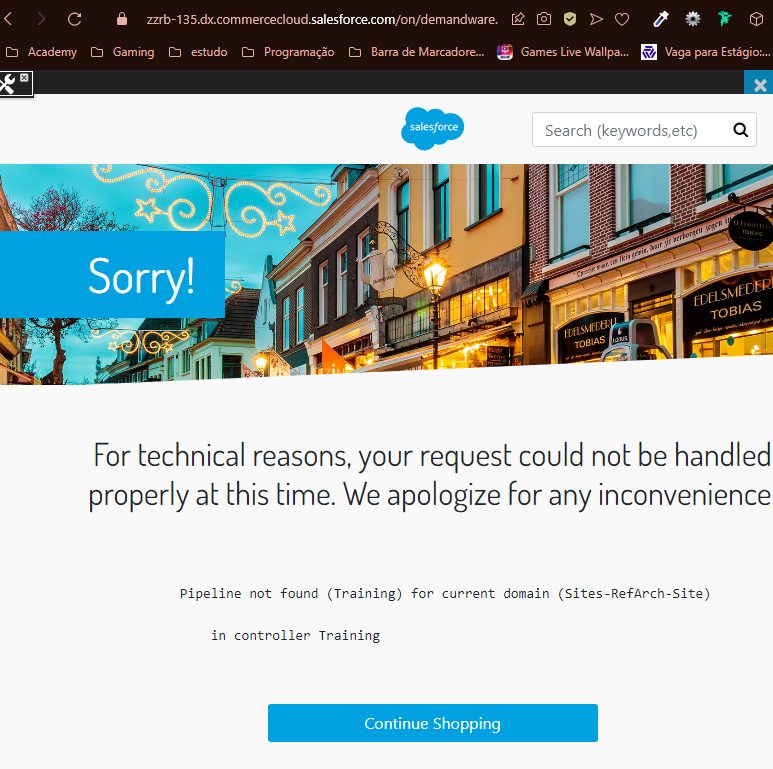 zzrb-135.dx.commercecloud.salesforce.com/on/demandware.
Academy
Gaming
estudo
Programação
Barra de Marcadore...
Games Live Wallpa...
Vaga para Estágio:...
salesforce
Search (keywords,etc)
Sorry!
TOBIAS
EDELSMEDERIJ
TOBIAS
EDELSMEDERIJ
TOBIAS
LORUS
For technical reasons, your request could not be handled
properly at this time. We apologize for any inconvenience
Pipeline not found (Training) for current domain (Sites-RefArch-Site)
in controller Training
Continue Shopping